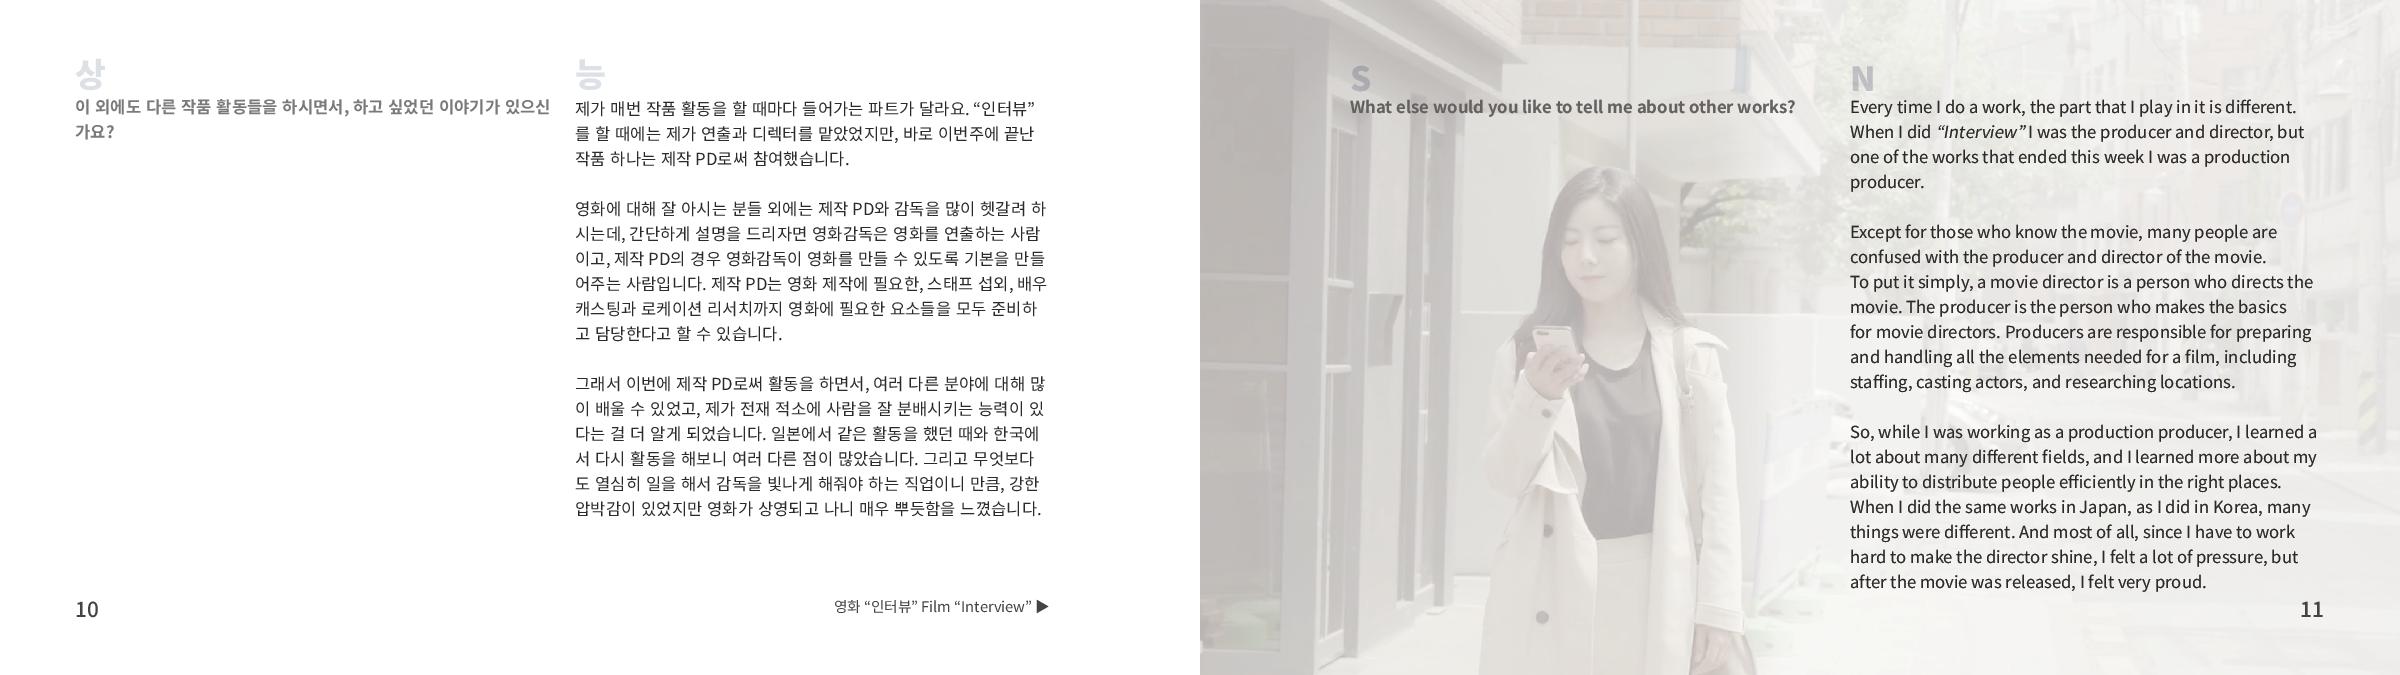 상
이 외에도 다른 작품 활동들을 하시면서, 하고 싶었던 이야기가 있으신
가요?
능
제가 매번 작품 활동을 할 때마다 들어가는 파트가 달라요. “인터뷰”
를 할 때에는 제가 연출과 디렉터를 맡았었지만, 바로 이번주에 끝난
작품 하나는 제작 PD로써 참여했습니다.
영화에 대해 잘 아시는 분들 외에는 제작 PD와 감독을 많이 헷갈려 하
시는데, 간단하게 설명을 드리자면 영화감독은 영화를 연출하는 사람
이고, 제작 PD의 경우 영화감독이 영화를 만들 수 있도록 기본을 만들
어주는 사람입니다. 제작 PD는 영화 제작에 필요한, 스태프 섭외, 배우
캐스팅과 로케이션 리서치까지 영화에 필요한 요소들을 모두 준비하
고 담당한다고 할 수 있습니다.
그래서 이번에 제작 PD로써 활동을 하면서, 여러 다른 분야에 대해 많
이 배울 수 있었고, 제가 전재 적소에 사람을 잘 분배시키는 능력이 있
다는 걸 더 알게 되었습니다. 일본에서 같은 활동을 했던 때와 한국에
서 다시 활동을 해보니 여러 다른 점이 많았습니다. 그리고 무엇보다
도 열심히 일을 해서 감독을 빛나게 해줘야 하는 직업이니 만큼, 강한
압박감이 있었지만 영화가 상영되고 나니 매우 뿌듯함을 느꼈습니다.
10
영화 “인터뷰” Film “Interview” ▶
S
What else would you like to tell me about other works?
N
Every time I do a work, the part that I play in it is different.
When I did “Interview” I was the producer and director, but
one of the works that ended this week I was a production
producer.
Except for those who know the movie, many people are
confused with the producer and director of the movie.
To put it simply, a movie director is a person who directs the
movie. The producer is the person who makes the basics
for movie directors. Producers are responsible for preparing
and handling all the elements needed for a film, including
staffing, casting actors, and researching locations.
So, while I was working as a production producer, I learned a
lot about many different fields, and I learned more about my
ability to distribute people efficiently in the right places.
When I did the same works in Japan, as I did in Korea, many
things were different. And most of all, since I have to work
hard to make the director shine, I felt a lot of pressure, but
after the movie was released, I felt very proud.
11